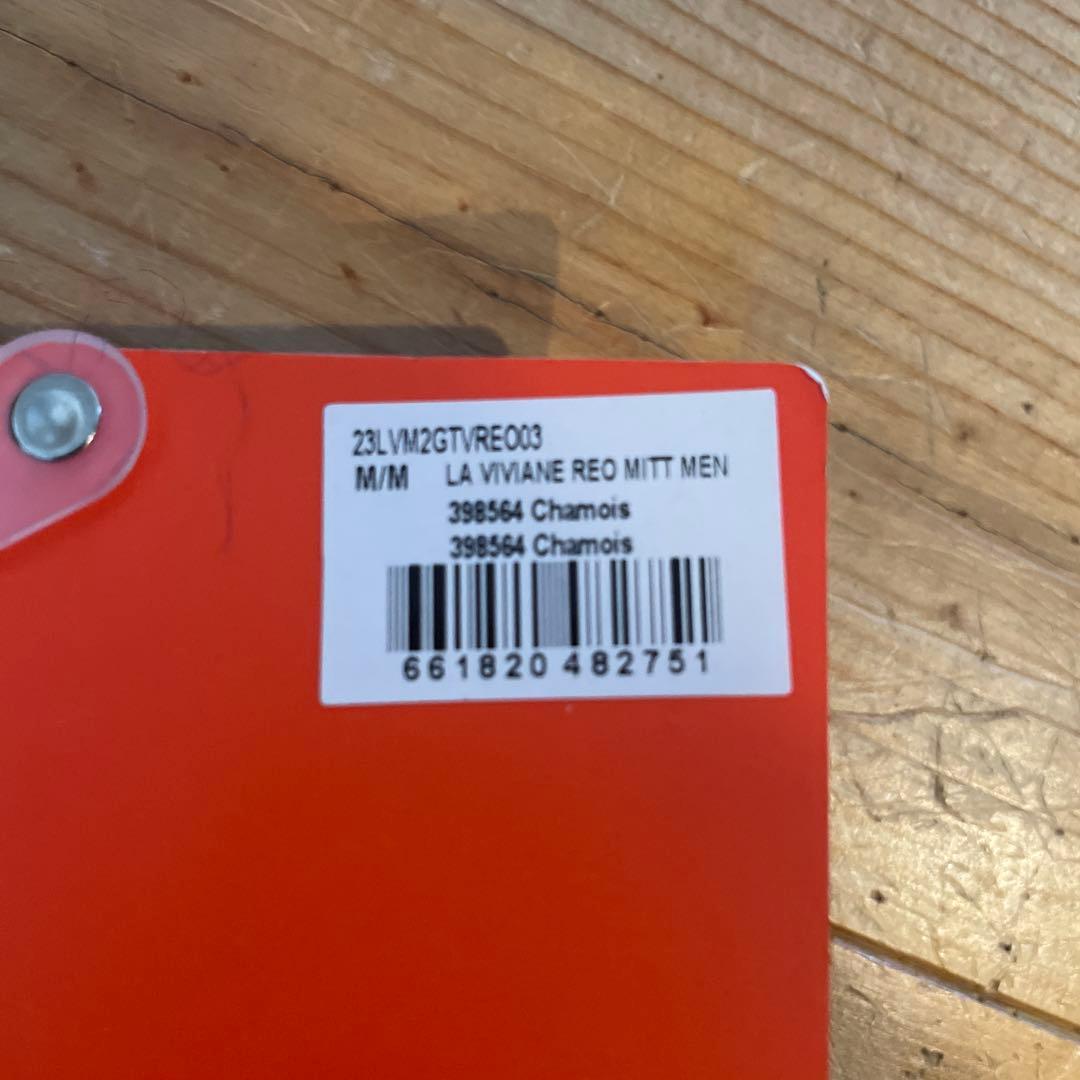 23LVM2GTVREO03
M/M LA VIVIANE REO MITT MEN
398564 Chamois
398564 Chamois
661820 482751